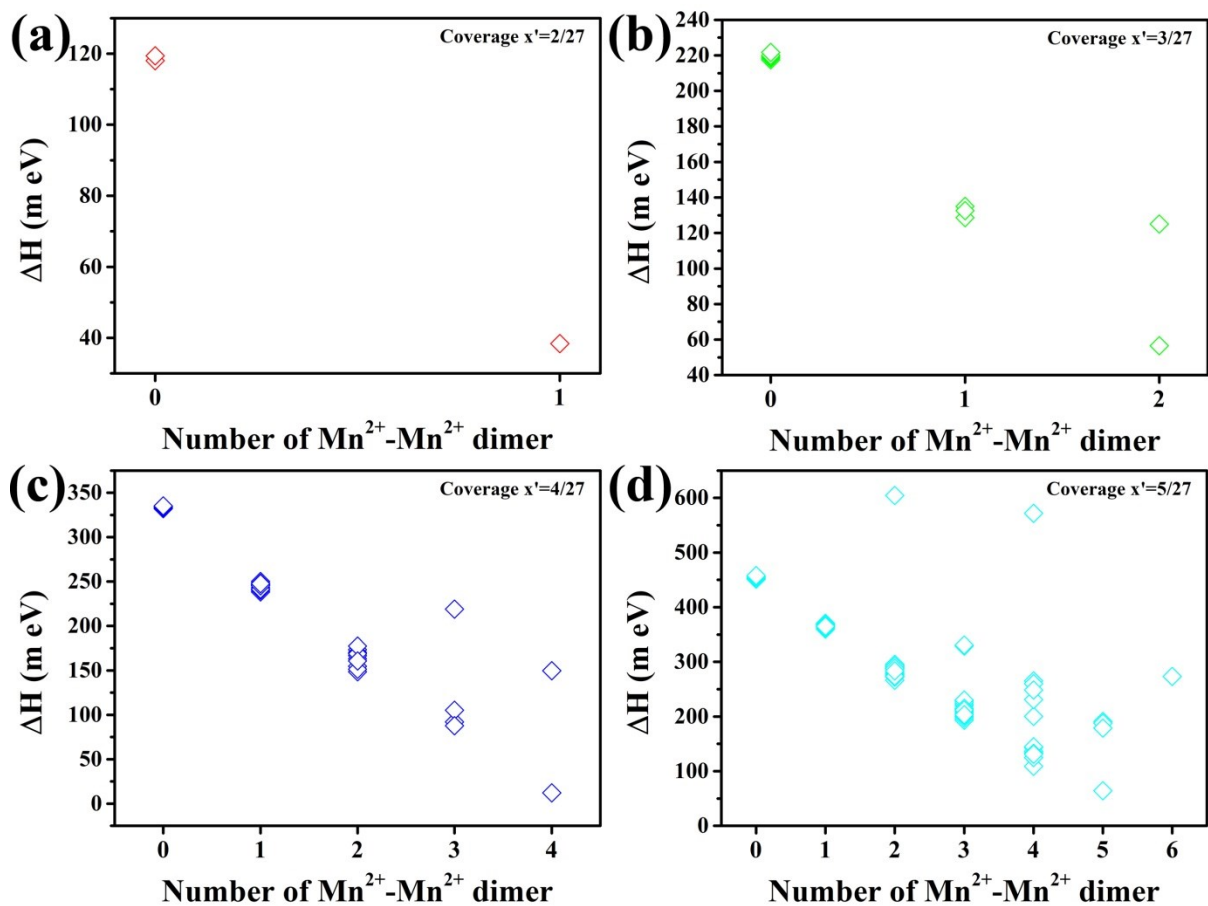 (a)
Coverage x'=2/27
120
100
80
60
40
ΔH (m eV)
0 1
Number of Mn²⁺-Mn²⁺ dimer
(b)
Coverage x'=3/27
240
220
200
180
160
140
120
100
80
60
40
ΔH (m eV)
0 1 2
Number of Mn²⁺-Mn²⁺ dimer
(c)
Coverage x'=4/27
350
300
250
200
150
100
50
0
ΔH (m eV)
0 1 2 3 4
Number of Mn²⁺-Mn²⁺ dimer
(d)
Coverage x'=5/27
600
500
400
300
200
100
0
ΔH (m eV)
0 1 2 3 4 5 6
Number of Mn²⁺-Mn²⁺ dimer